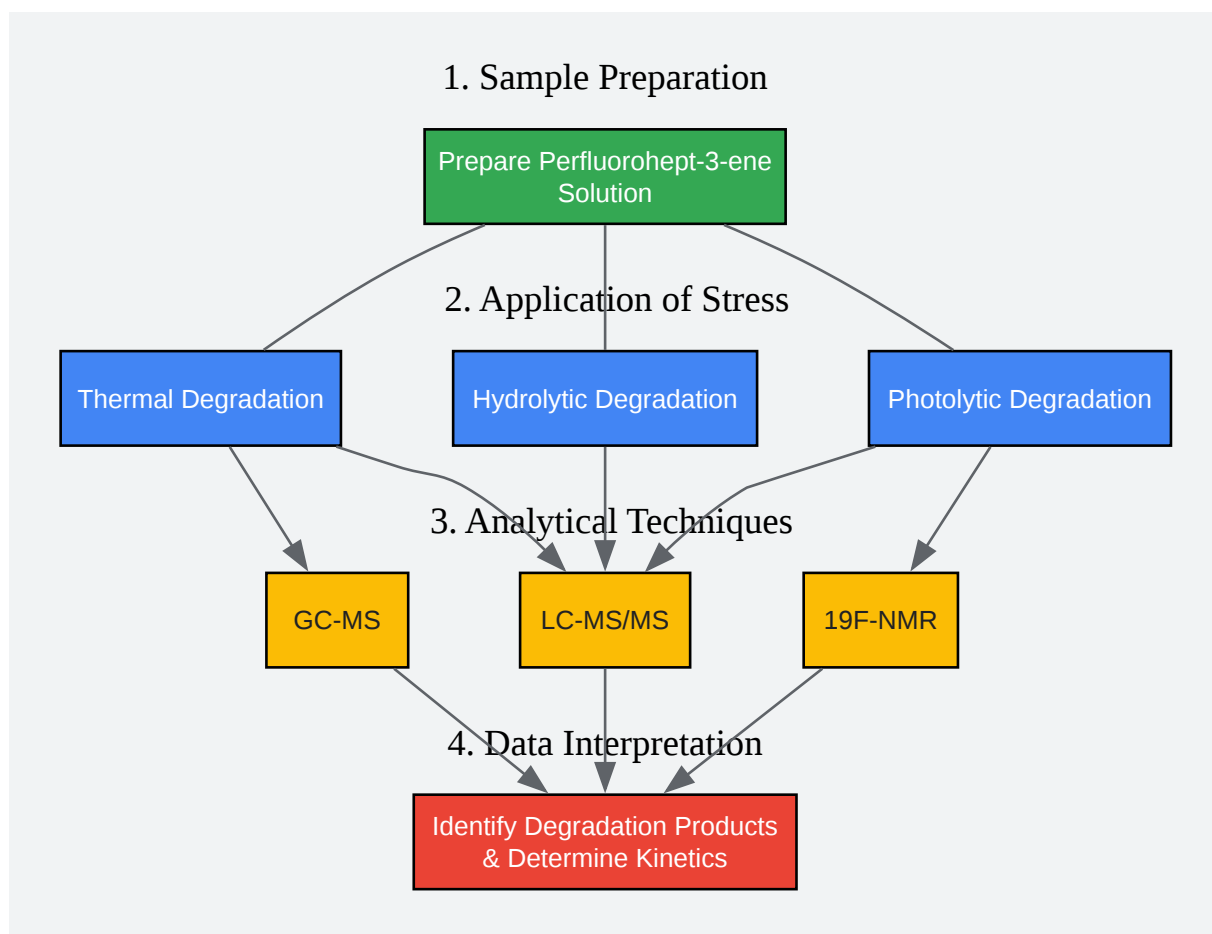 1. Sample Preparation
Prepare Perfluorohept-3-ene
Solution
2. Application of Stress
Thermal Degradation
Hydrolytic Degradation
Photolytic Degradation
3. Analytical Techniques
GC-MS
LC-MS/MS
19F-NMR
4. Data Interpretation
Identify Degradation Products
& Determine Kinetics